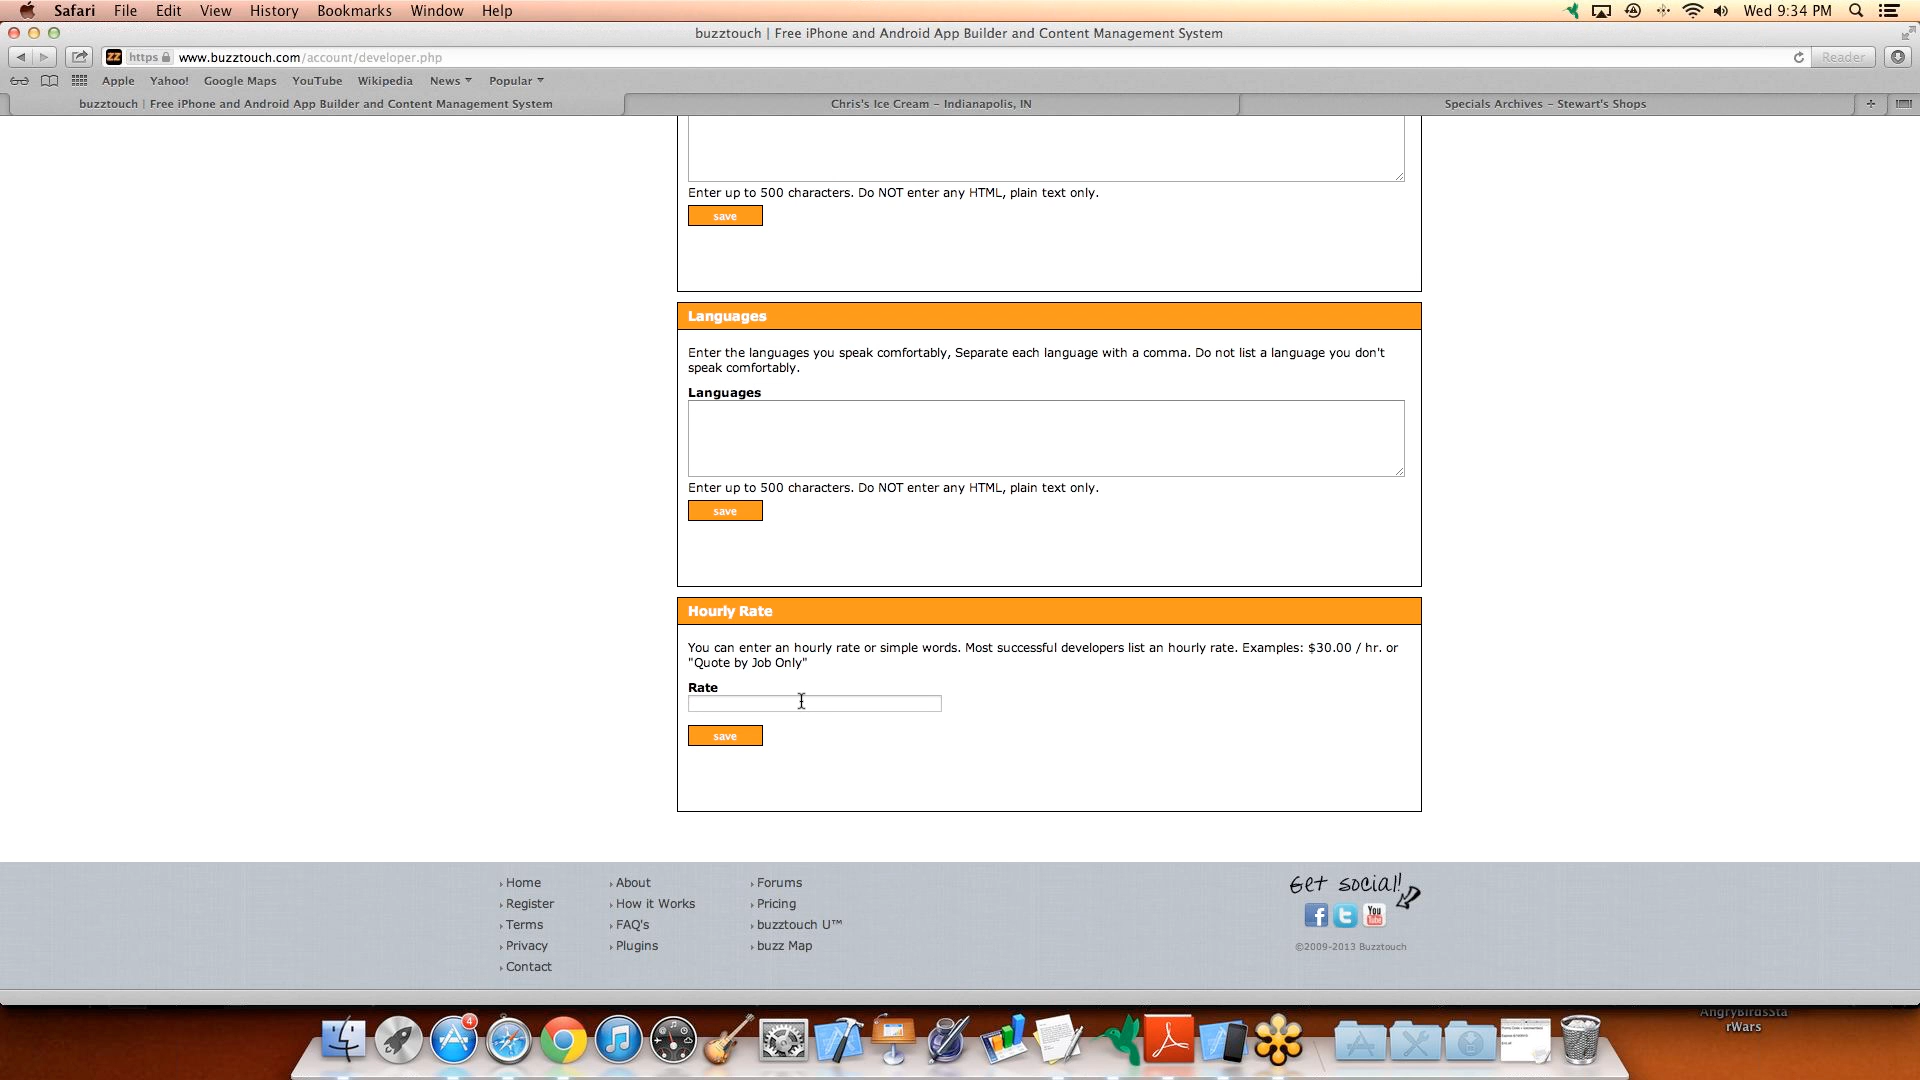 Safari File Edit View History Bookmarks Window Help Wed 9:34 PM
buzztouch | Free iPhone and Android App Builder and Content Management System
https www.buzztouch.com/account/developer.php Reader
Apple Yahoo! Google Maps YouTube Wikipedia News Popular
buzztouch | Free iPhone and Android App Builder and Content Management System Chris's Ice Cream – Indianapolis, IN Specials Archives – Stewart's Shops
Enter up to 500 characters. Do NOT enter any HTML, plain text only.
save
Languages
Enter the languages you speak comfortably, Separate each language with a comma. Do not list a language you don't
speak comfortably.
Languages
Enter up to 500 characters. Do NOT enter any HTML, plain text only.
save
Hourly Rate
You can enter an hourly rate or simple words. Most successful developers list an hourly rate. Examples: $30.00 / hr. or
"Quote by Job Only"
Rate
save
Home About Forums Get social!
Register How it Works Pricing
Terms FAQ's buzztouch U™
Privacy Plugins buzz Map ©2009-2013 Buzztouch
Contact
AngryBirdsSta
rWars
4